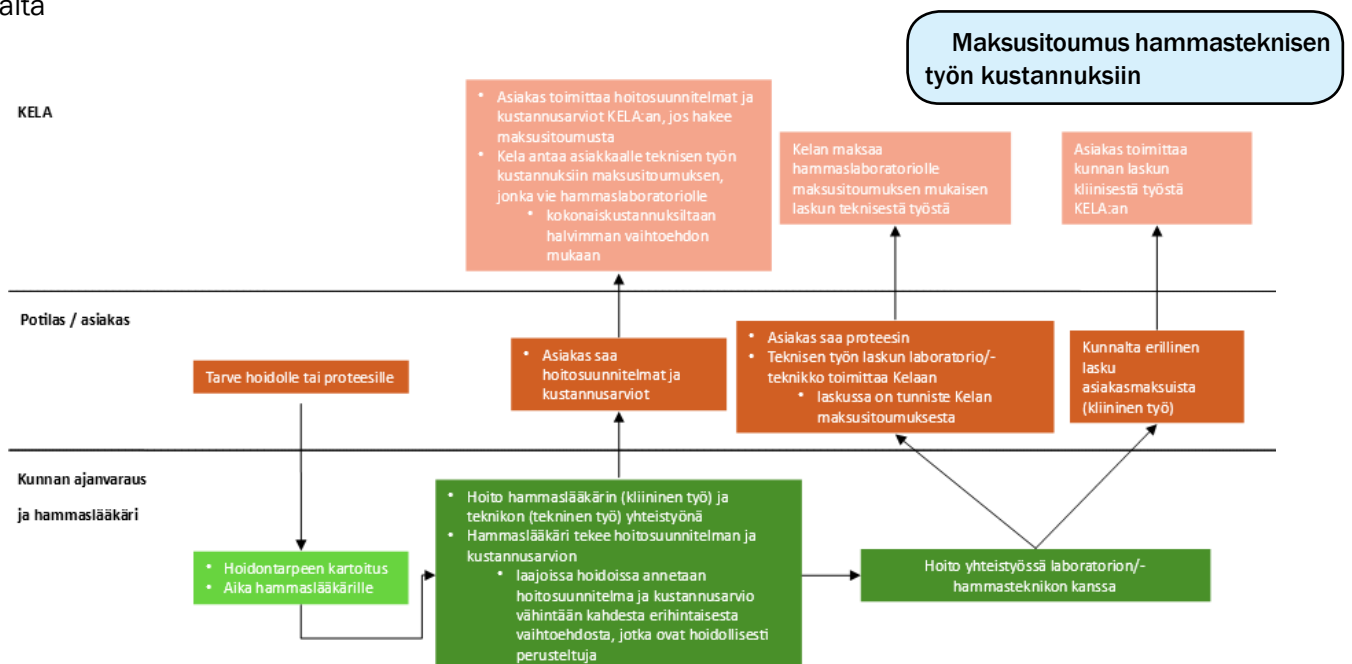 alta
Maksusitoumus hammasteknisen
työn kustannuksiin
KELA
• Asiakas toimittaa hoitosuunnitelmat ja
kustannusarviot KELA:an, jos hakee
maksusitoumusta
• Kela antaa asiakkaalle teknisen työn
kustannuksiin maksusitoumuksen,
jonka vie hammaslaboratoriolle
• kokonaiskustannuksiltaan
halvimman vaihtoehdon
mukaan
Kelan maksaa
hammaslaboratoriolle
maksusitoumuksen mukaisen
laskun teknisestä työstä
Asiakas toimittaa
kunnan laskun
kliinisestä työstä
KELA:an
Potilas / asiakas
Tarve hoidolle tai proteesille
• Asiakas saa
hoitosuunnitelmat ja
kustannusarviot
• Asiakas saa proteesin
• Teknisen työn laskun laboratorio/-
teknikko toimittaa Kelaan
• laskussa on tunniste Kelan
maksusitoumuksesta
Kunnalta erillinen
lasku
asiakasmaksuista
(kliininen työ)
Kunnan ajanvaraus
ja hammaslääkäri
• Hoidontarpeen kartoitus
• Aika hammaslääkärille
• Hoito hammaslääkärin (kliininen työ) ja
teknikon (tekninen työ) yhteistyönä
• Hammaslääkäri tekee hoitosuunnitelman ja
kustannusarvion
• laajoissa hoidoissa annetaan
hoitosuunnitelma ja kustannusarvio
vähintään kahdesta erihintaisesta
vaihtoehdosta, jotka ovat hoidollisesti
perusteltuja
Hoito yhteistyössä laboratorion/-
hammasteknikon kanssa